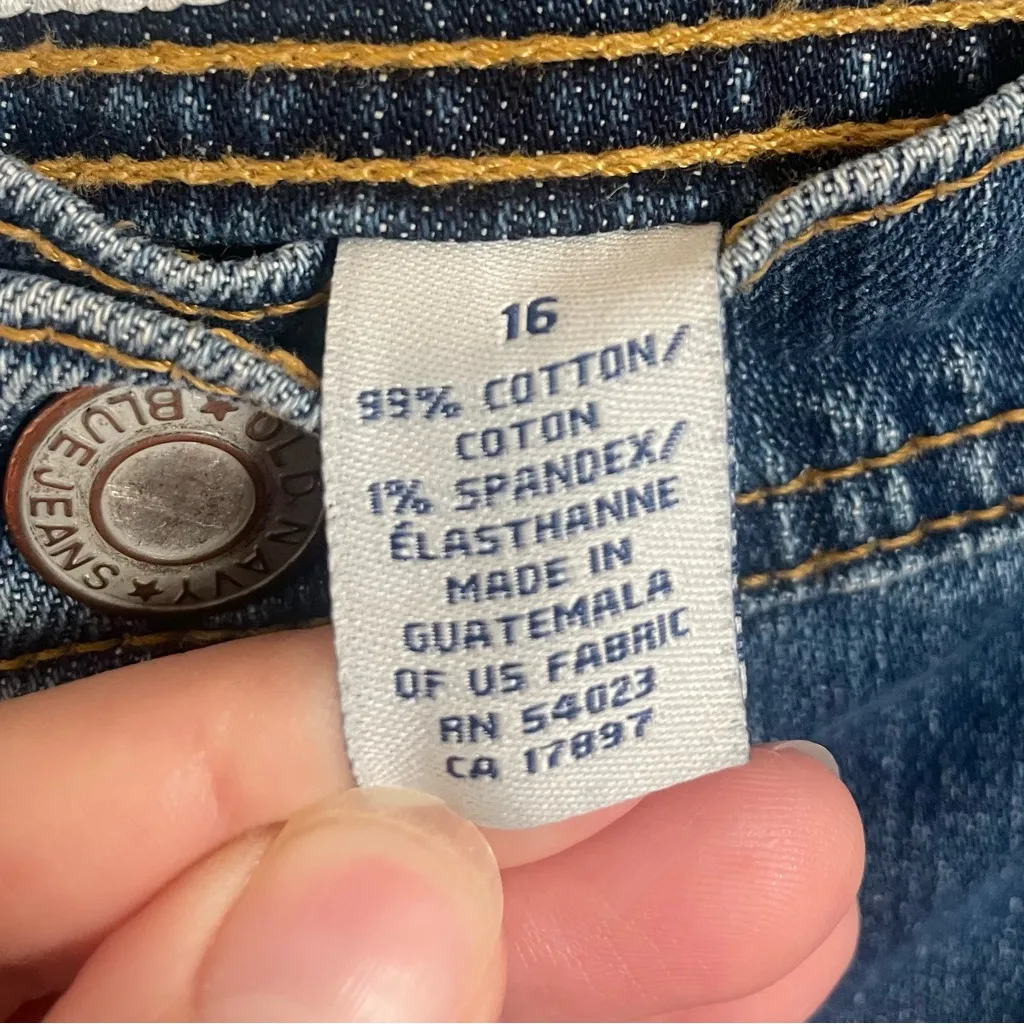 16
99% COTTON/
COTON
1% SPANDEX/
ÉLASTHANNE
MADE IN
GUATEMALA
OF US FABRIC
RN 54023
CA 17897
OLD NAVY ★ BLUE JEANS ★